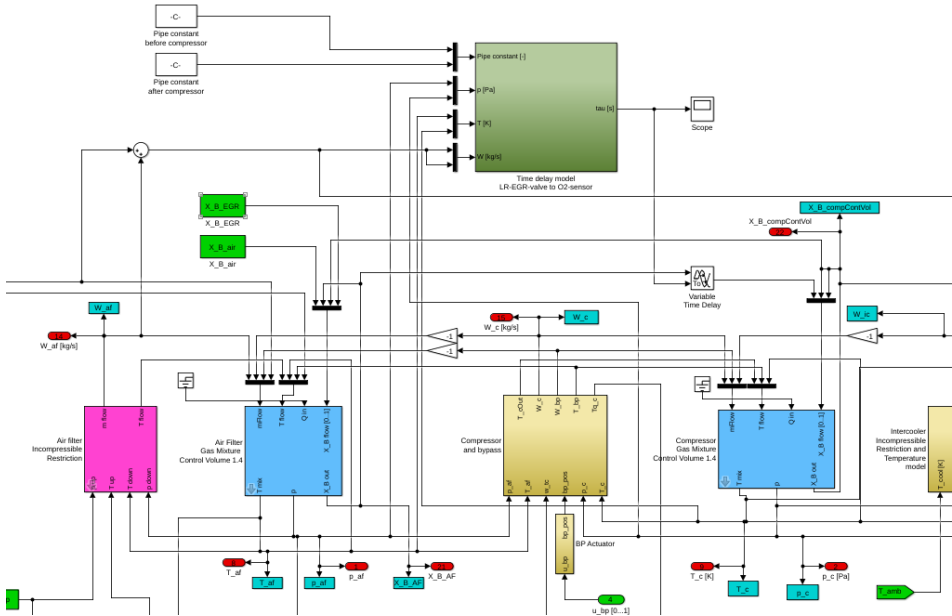 -C-
Pipe constant
before compressor
-C-
Pipe constant
after compressor
Pipe constant [-]
p [Pa]
T [K]
W [kg/s]
tau [s]
Time delay model
LR-EGR-valve to O2-sensor
Scope
X_B_EGR
X_B_EGR
X_B_air
X_B_air
X_B_compContVol
X_B_compContVol
Variable
Time Delay
To
W_af
W_af [kg/s]
W_c [kg/s]
W_c
W_ic
-1
-1
-1
m flow
T flow
Air filter
Incompressible
Restriction
T up
T down
p down
mFlow
T flow
Q in
X_B flow [0..1]
Air Filter
Gas Mixture
Control Volume 1.4
T mix
p
X_B out
T_cOut
W_c
W_bp
T_bp
Tq_c
Compressor
and bypass
p_af
T_af
w_tc
bp_pos
p_c
T_c
mFlow
T flow
Q in
X_B flow [0..1]
Compressor
Gas Mixture
Control Volume 1.4
T mix
p
X_B out
Intercooler
Incompressible
Restriction and
Temperature
model
T_cool [K]
bp_pos
u_bp
BP Actuator
T_af
T_af
p_af
p_af
X_B_AF
X_B_AF
4
u_bp [0...1]
T_c [K]
T_c
p_c
p_c [Pa]
T_amb
p